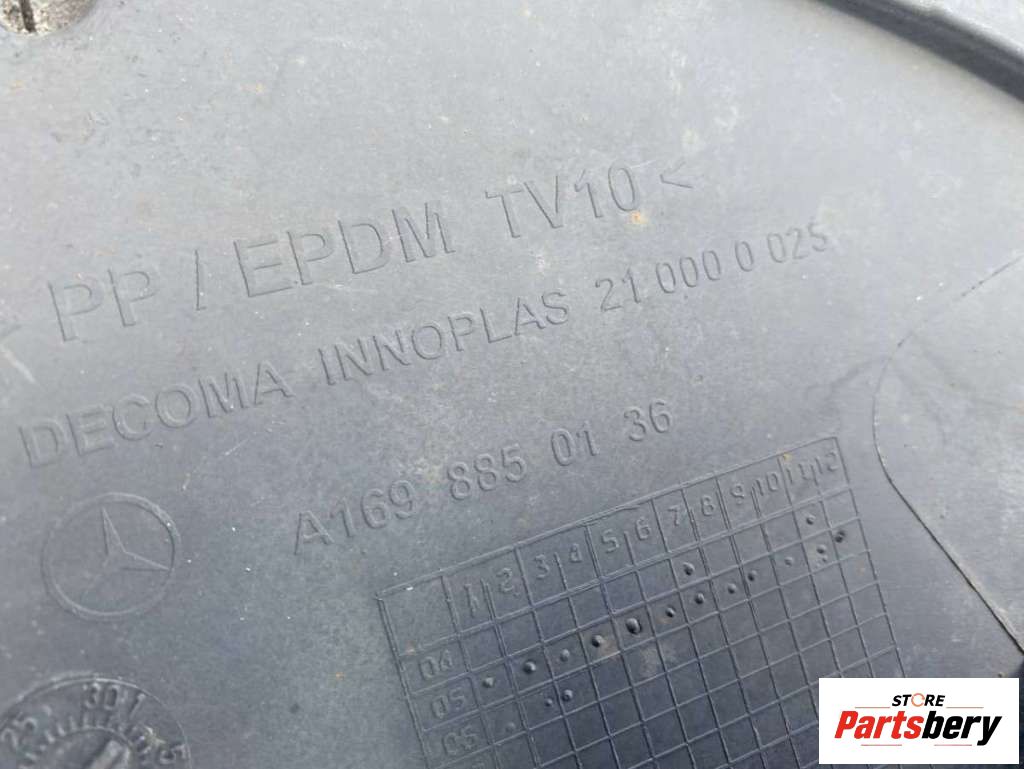 PP / EPDM TV10 <
DECOMA INNOPLAS 21 000 0 025
A169 885 01 36
1 2 3 4 5 6 7 8 9 10 11 12
04
05
STORE
Partsbery